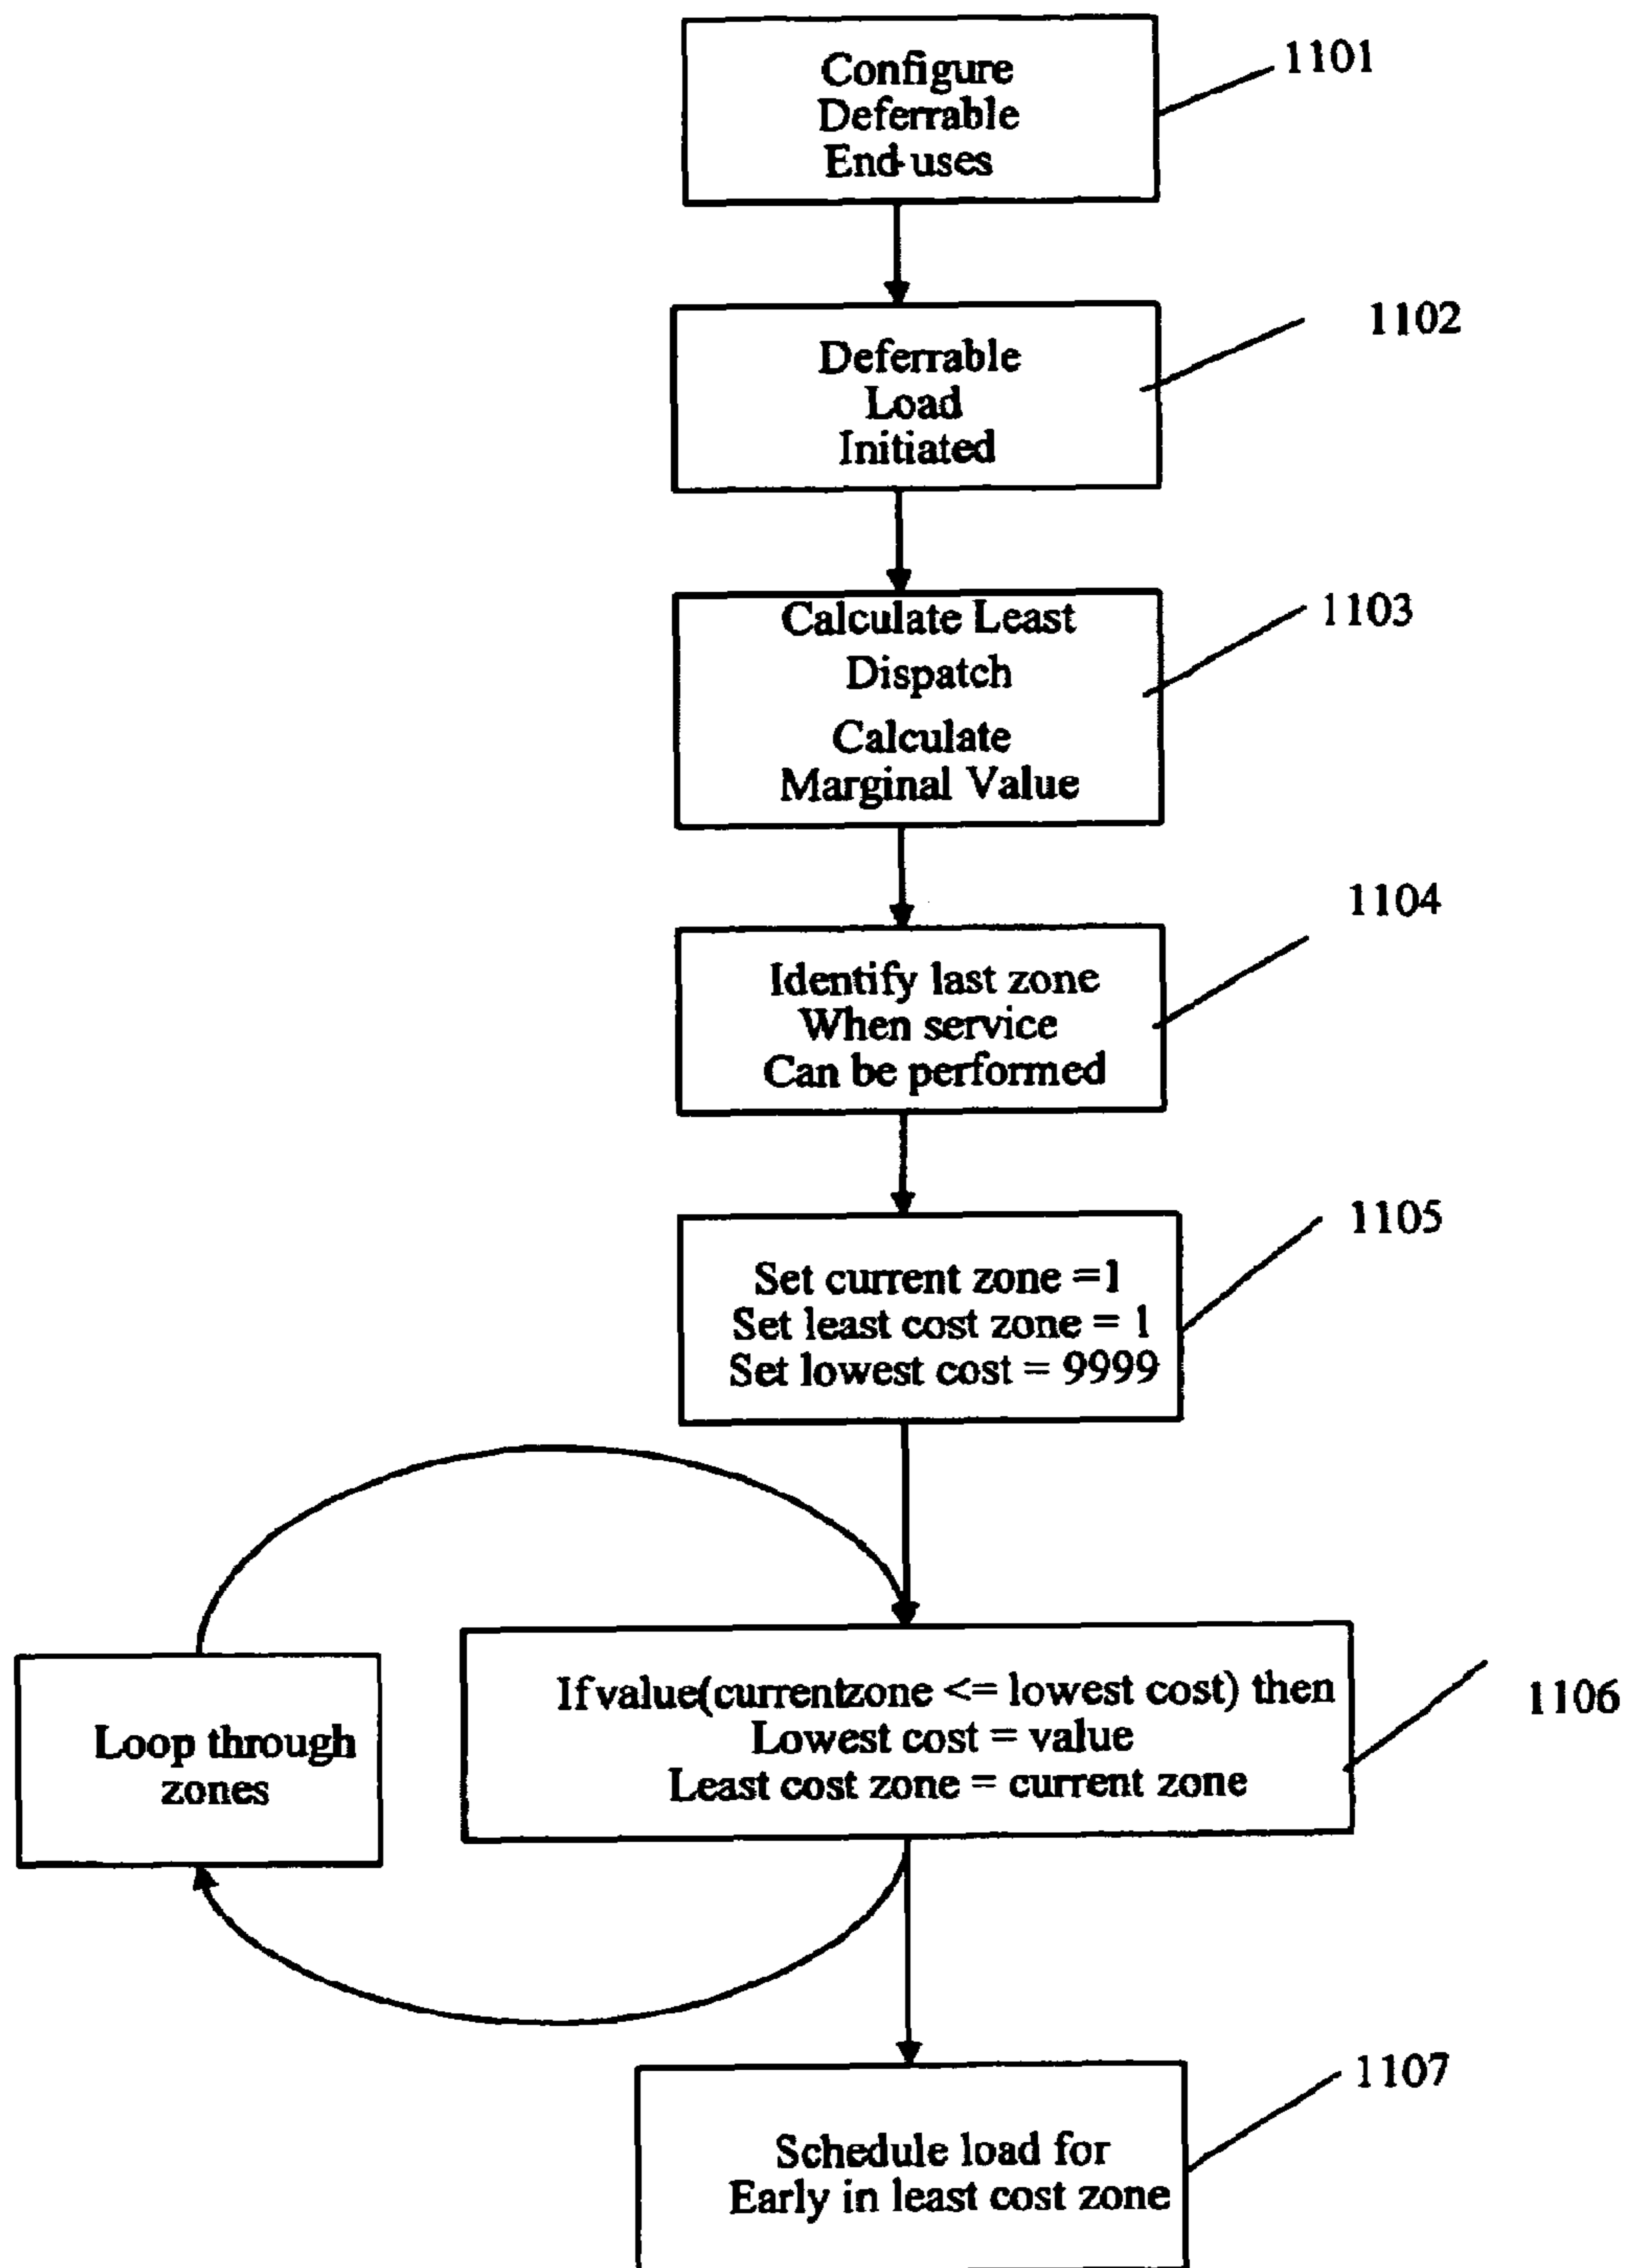 Configure
Deferrable
End-uses
1101
Deferrable
Load
Initiated
1102
Calculate Least
Dispatch
Calculate
Marginal Value
1103
Identify last zone
When service
Can be performed
1104
Set current zone =1
Set least cost zone = 1
Set lowest cost = 9999
1105
Loop through
zones
If value(currentzone <= lowest cost) then
Lowest cost = value
Least cost zone = current zone
1106
Schedule load for
Early in least cost zone
1107